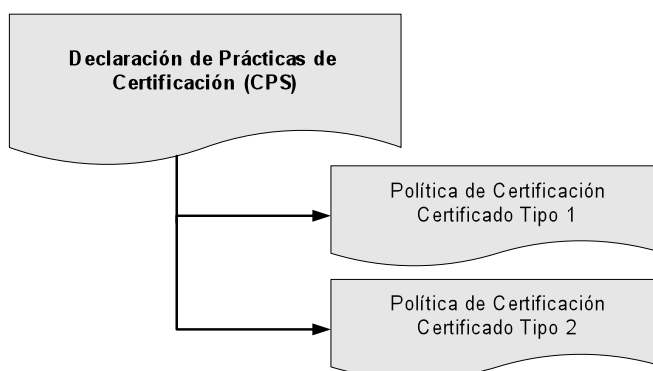 Declaración de Prácticas de
Certificación (CPS)
Política de Certificación
Certificado Tipo 1
Política de Certificación
Certificado Tipo 2